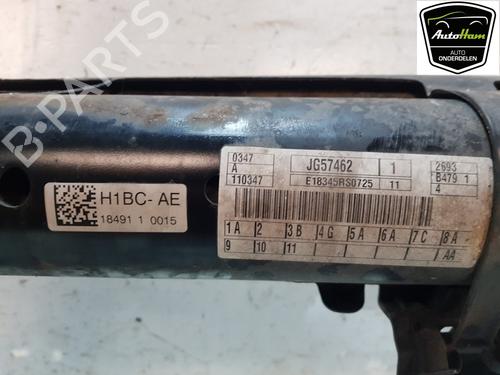 AutoHam
AUTO
ONDERDELEN
B-PARTS
H1BC-AE
18491 1 0015
0347 JG57462 1 2693
A B479 1
110347 E18345RS0725 11 4
1A 2 3B 4G 5A 6A 7C 8A
9 10 11 AA